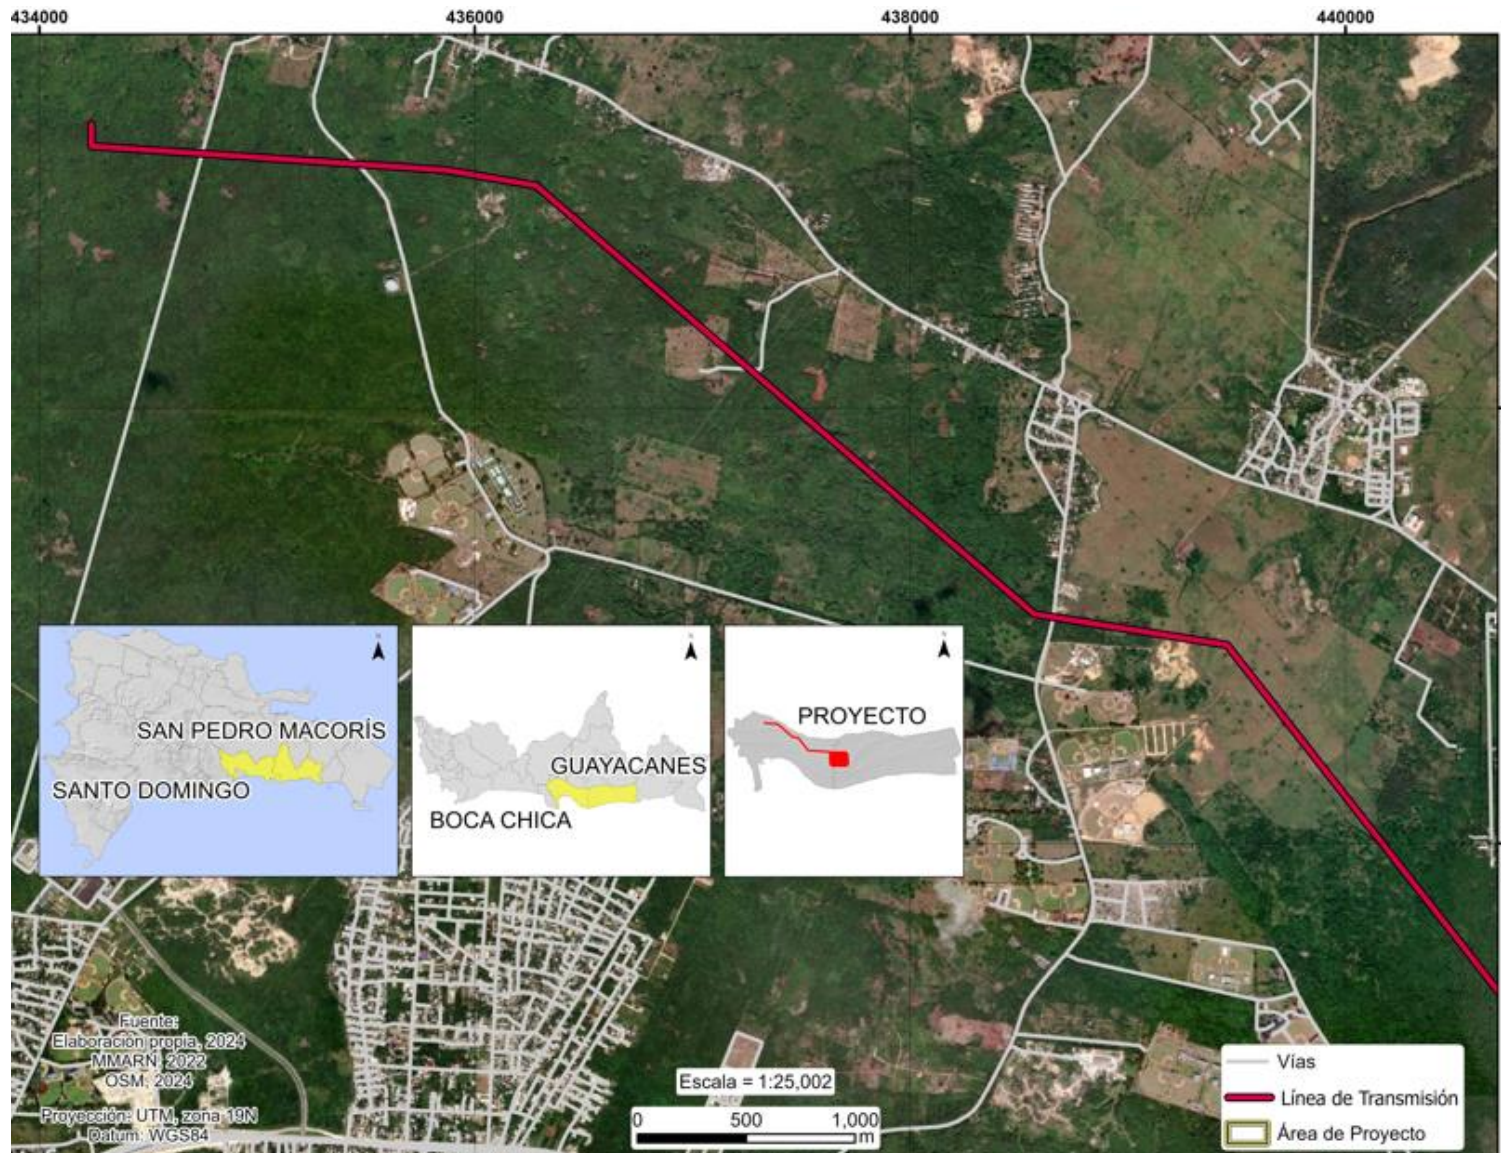 434000
436000
438000
440000
N
SAN PEDRO MACORÍS
SANTO DOMINGO
N
GUAYACANES
BOCA CHICA
N
PROYECTO
Fuente:
Elaboración propia, 2024
MMARN, 2022
OSM, 2024
Proyección: UTM, zona 19N
Datum: WGS84
Escala = 1:25,002
0 500 1,000
m
Vías
Línea de Transmisión
Área de Proyecto